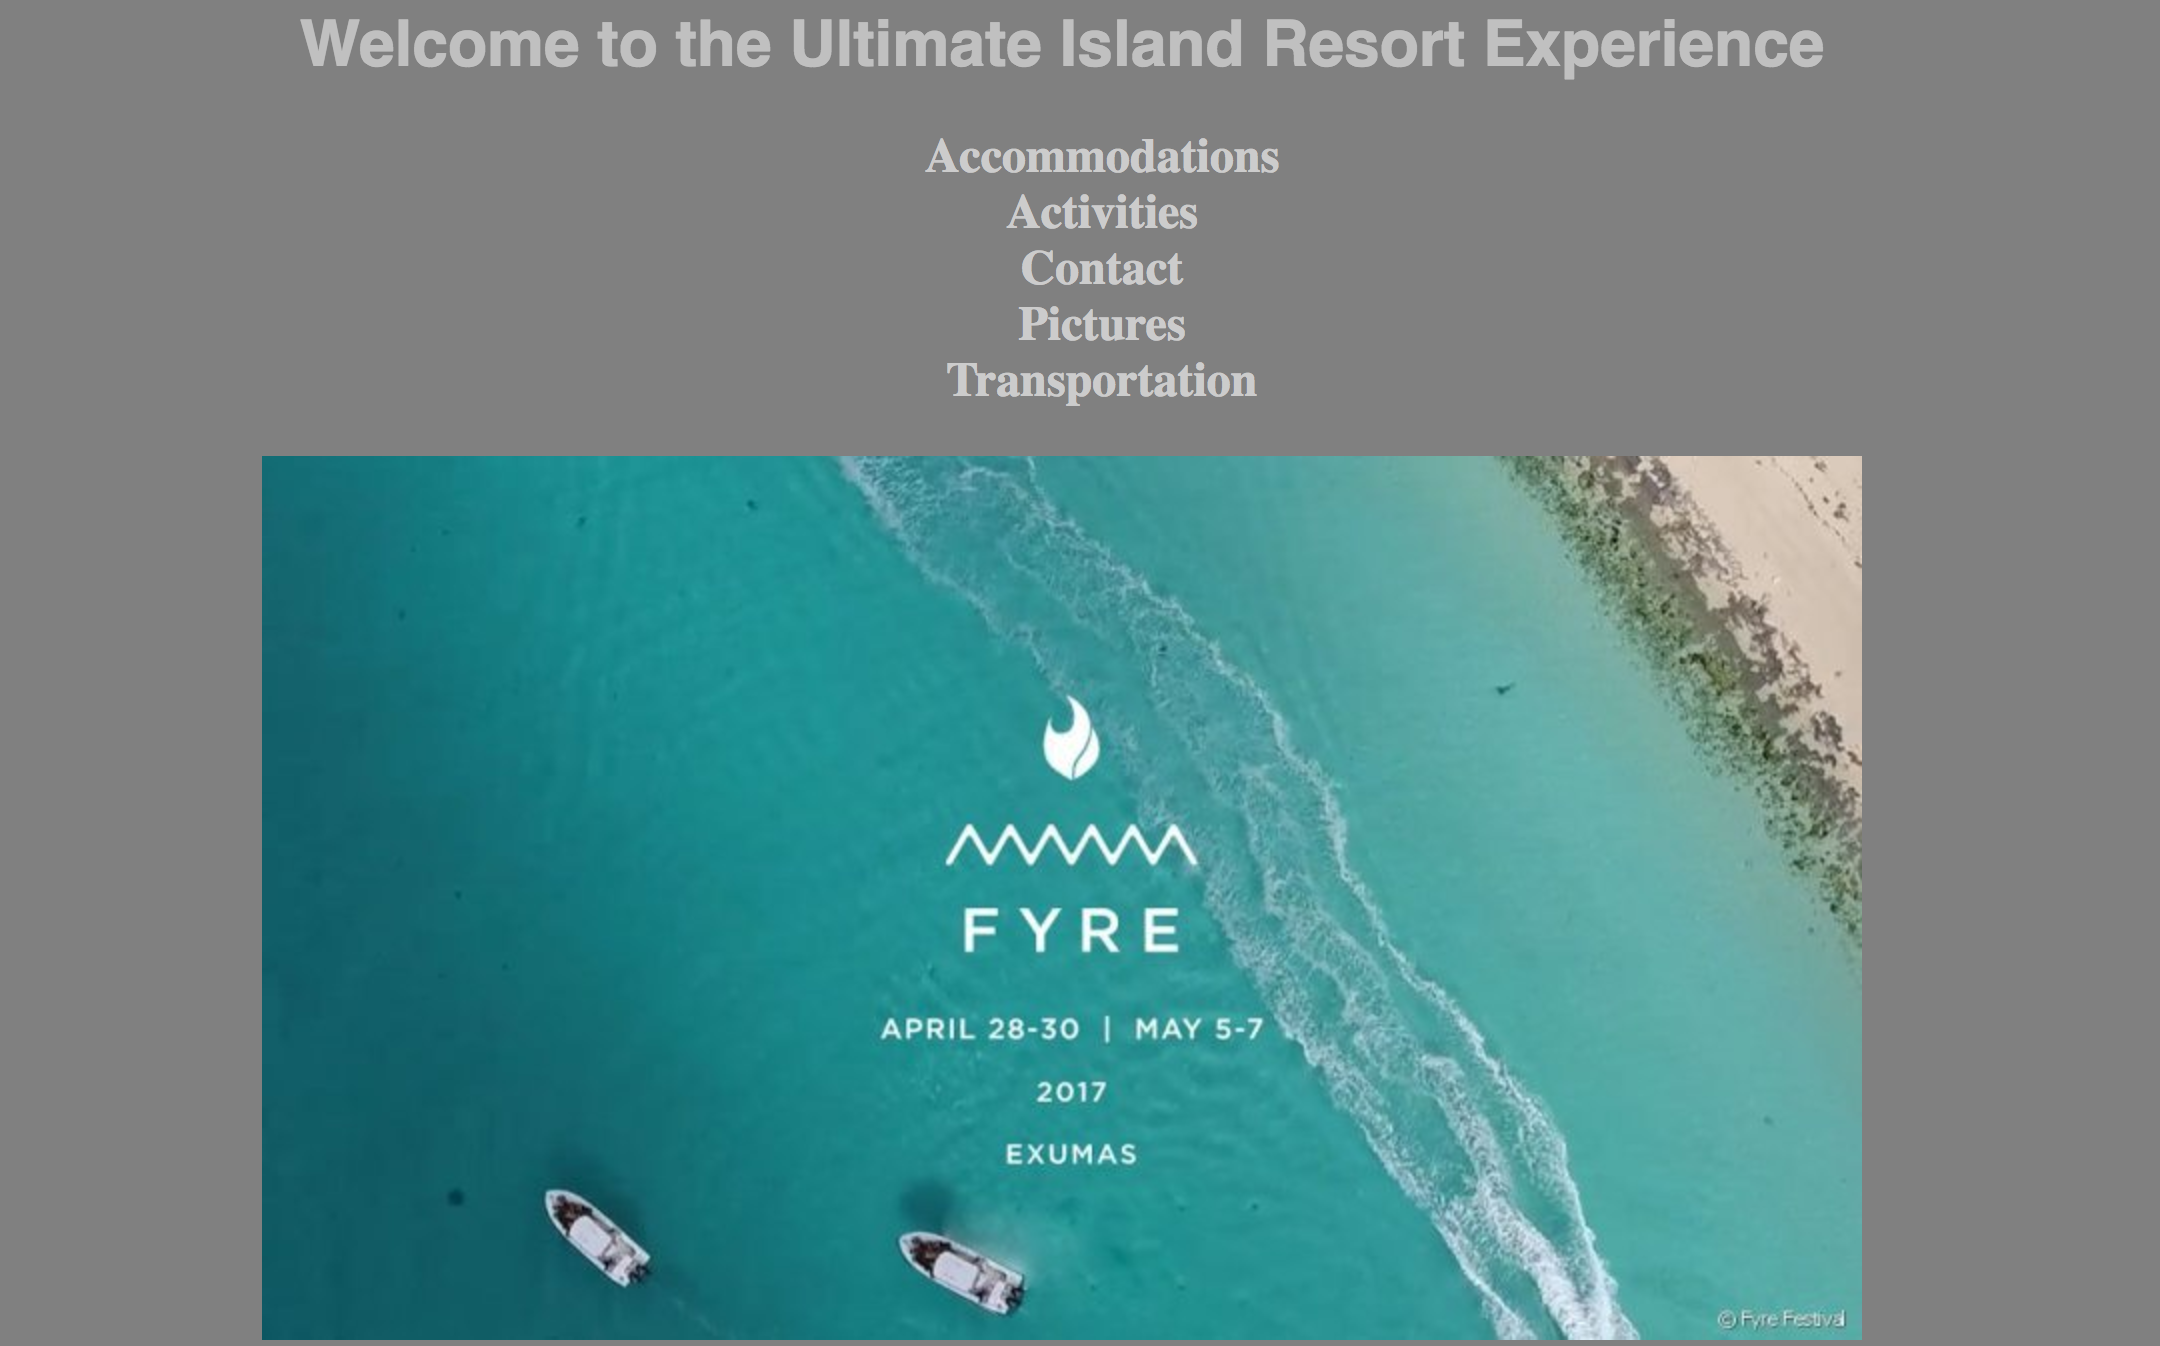 Welcome to the Ultimate Island Resort Experience
Accommodations
Activities
Contact
Pictures
Transportation
FYRE
APRIL 28-30 | MAY 5-7
2017
EXUMAS
© Fyre Festival